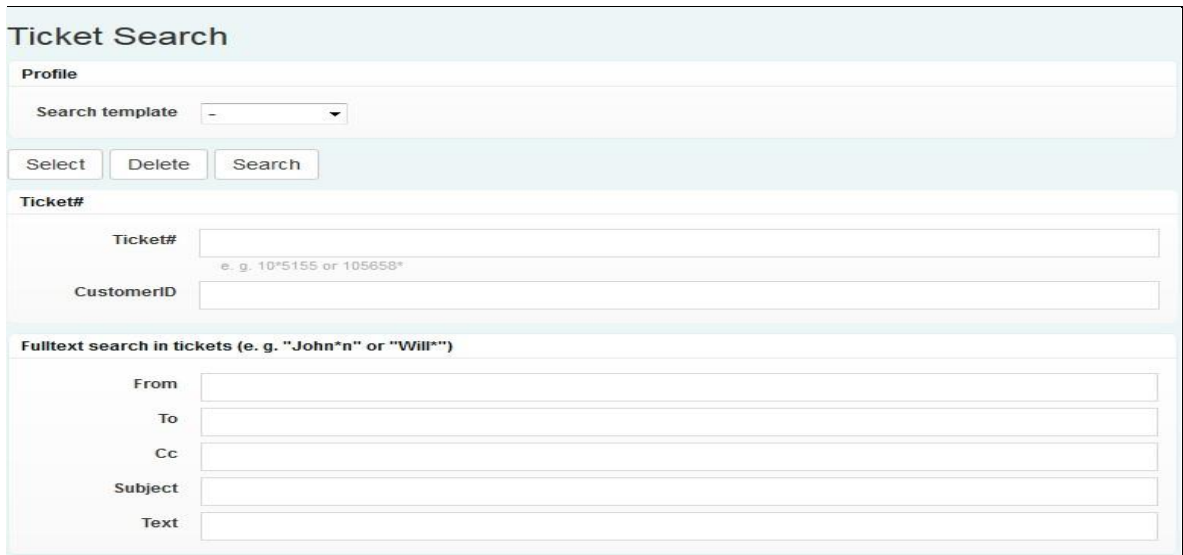 Ticket Search
Profile
Search template -
Select Delete Search
Ticket#
Ticket#
e. g. 10*5155 or 105658*
CustomerID
Fulltext search in tickets (e. g. "John*n" or "Will*")
From
To
Cc
Subject
Text